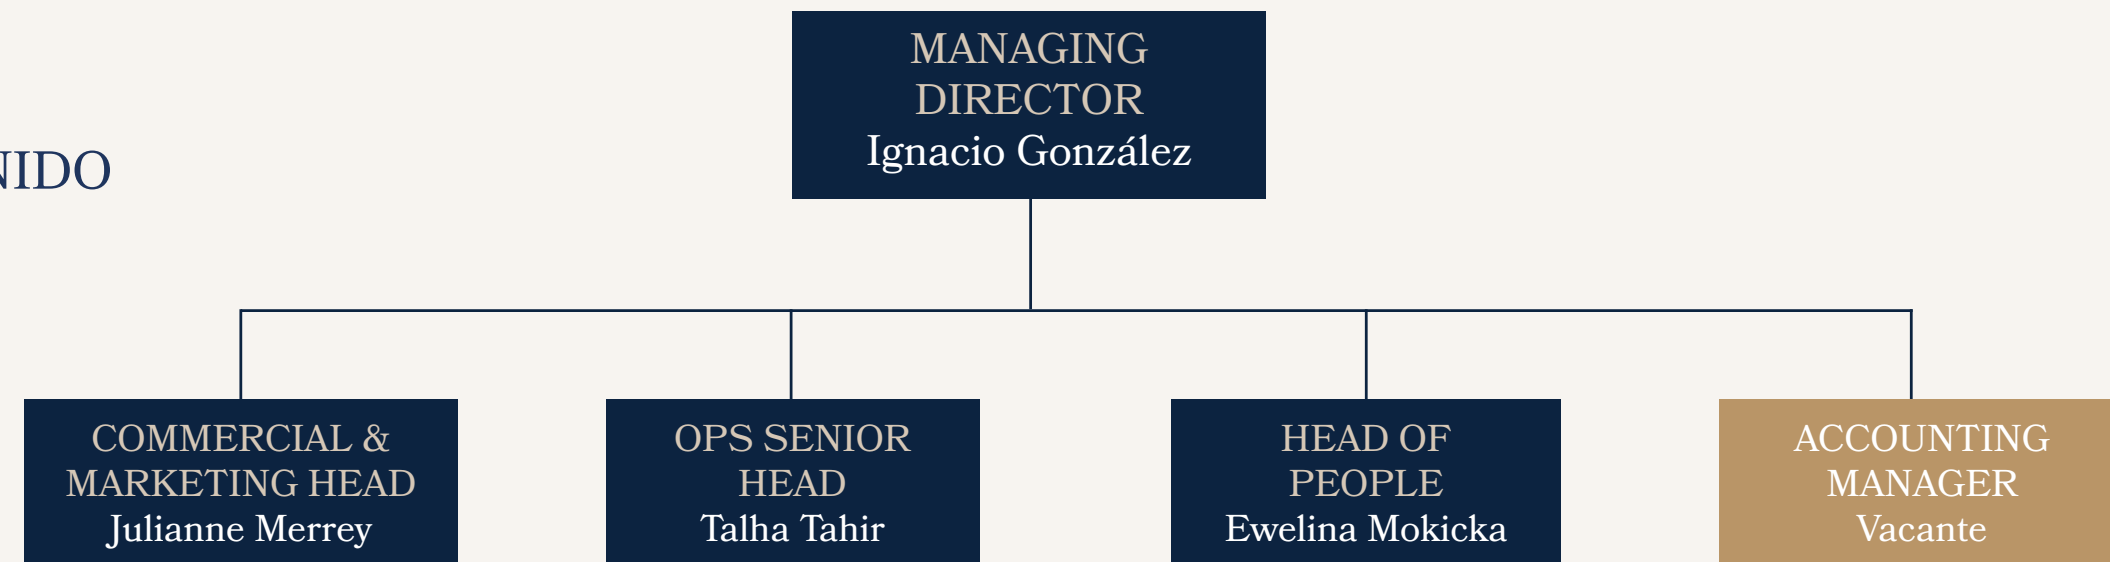 MANAGING
DIRECTOR
Ignacio González
NIDO
COMMERCIAL &
MARKETING HEAD
Julianne Merrey
OPS SENIOR
HEAD
Talha Tahir
HEAD OF
PEOPLE
Ewelina Mokicka
ACCOUNTING
MANAGER
Vacante